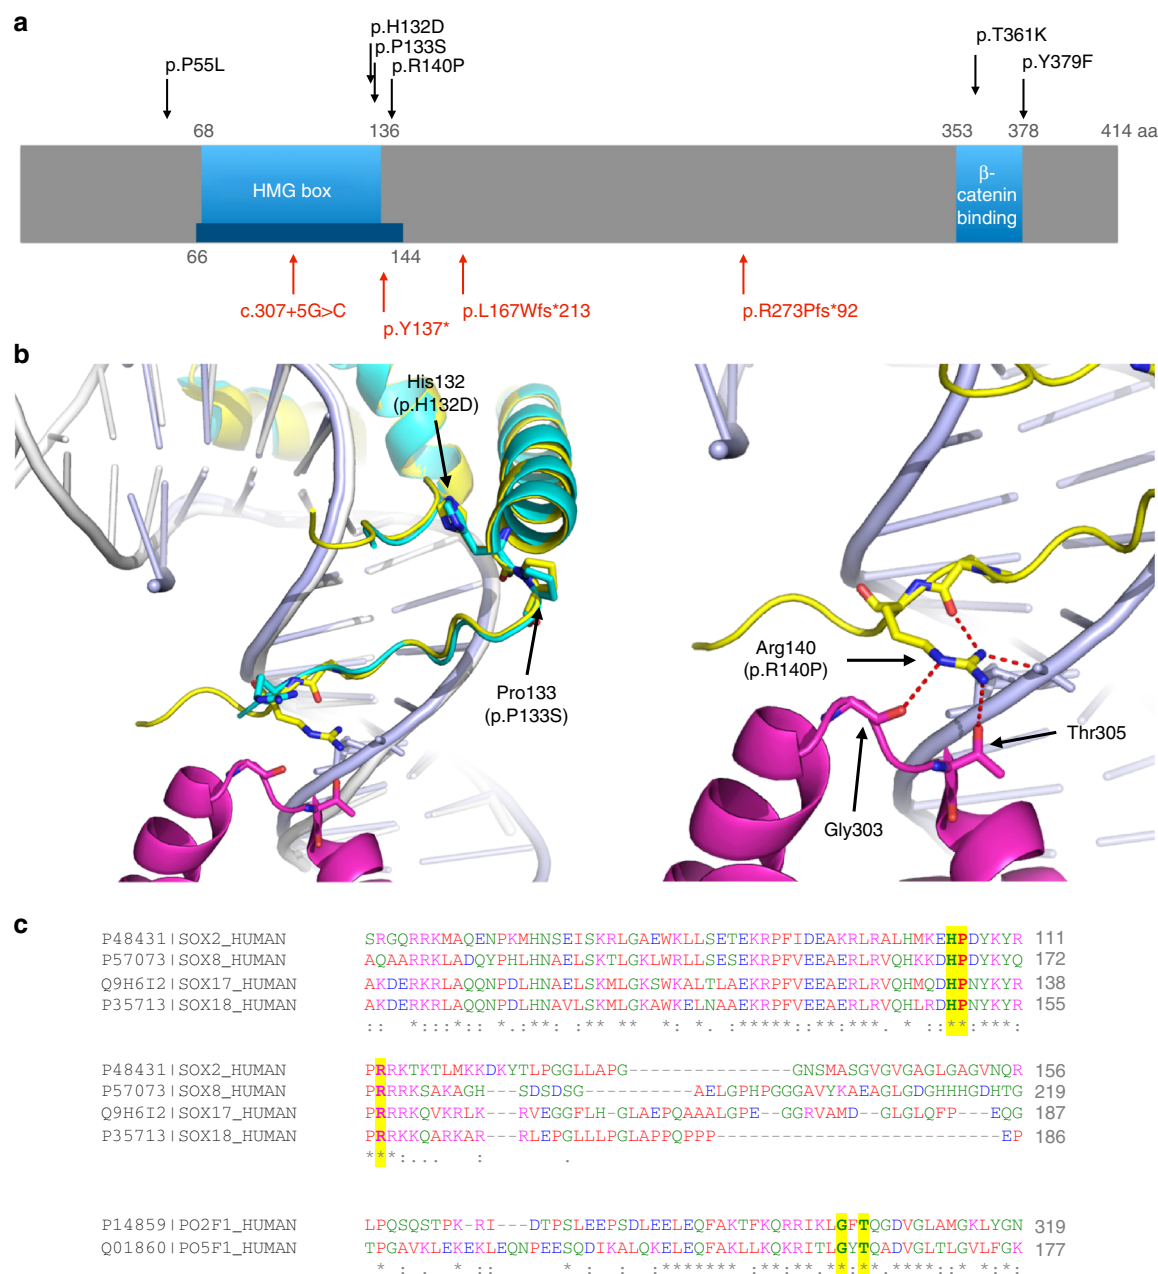 a
p.H132D
p.P133S
p.P55L
p.R140P
p.T361K
p.Y379F
68
136
353
378
414 aa
HMG box
β-
catenin
binding
66
144
c.307+5G>C
p.Y137*
p.L167Wfs*213
p.R273Pfs*92
b
His132
(p.H132D)
Pro133
(p.P133S)
Arg140
(p.R140P)
Thr305
Gly303
c
P48431|SOX2_HUMAN SRGQRRKMAQENPKMHNSEISKRLGAEWKLLSETEKRPFIDEAKRLRALHMKEHPDYKYR 111
P57073|SOX8_HUMAN AQAARRKLADQYPHLHNAELSKTLGKLWRLLSESEKRPFVEEAERLRVQHKKDHPDYKYQ 172
Q9H6I2|SOX17_HUMAN AKDERKRLAQQNPDLHNAELSKMLGKSWKALTLAEKRPFVEEAERLRVQHMQDHPNYKYR 138
P35713|SOX18_HUMAN AKDERKRLAQQNPDLHNAVLSKMLGKAWKELNAAEKRPFVEEAERLRVQHLRDHPNYKYR 155
:: *:::*:: *.:**: :** ** *: *. . :*****::***. * :**:***:
P48431|SOX2_HUMAN PRRKTKTLMKKDKYTLPGGLLAPG---------------GNSMASGVGVGAGLGAGVNQR 156
P57073|SOX8_HUMAN PRRRKSAKAGH---SDSDSG----------AELGPHPGGGAVYKAEAGLGDGHHHGDHTG 219
Q9H6I2|SOX17_HUMAN PRRKKQVKRLK---RVEGGFLH-GLAEPQAAALGPE--GGRVAMD--GLGLQFP---EQG 187
P35713|SOX18_HUMAN PRRKKQARKAR---RLEPGLLLPGLAPPQPPP--------------------------EP 186
***:... : .
P14859|PO2F1_HUMAN LPQSQSTPK-RI---DTPSLEEPSDLEELEQFAKTFKQRRIKLGFTQGDVGLAMGKLYGN 319
Q01860|PO5F1_HUMAN TPGAVKLEKEKLEQNPEESQDIKALQKELEQFAKLLKQKRITLGYTQADVGLTLGVLFGK 177
* : . :: * : : :******* :**:**.**:**.****::* *:*: